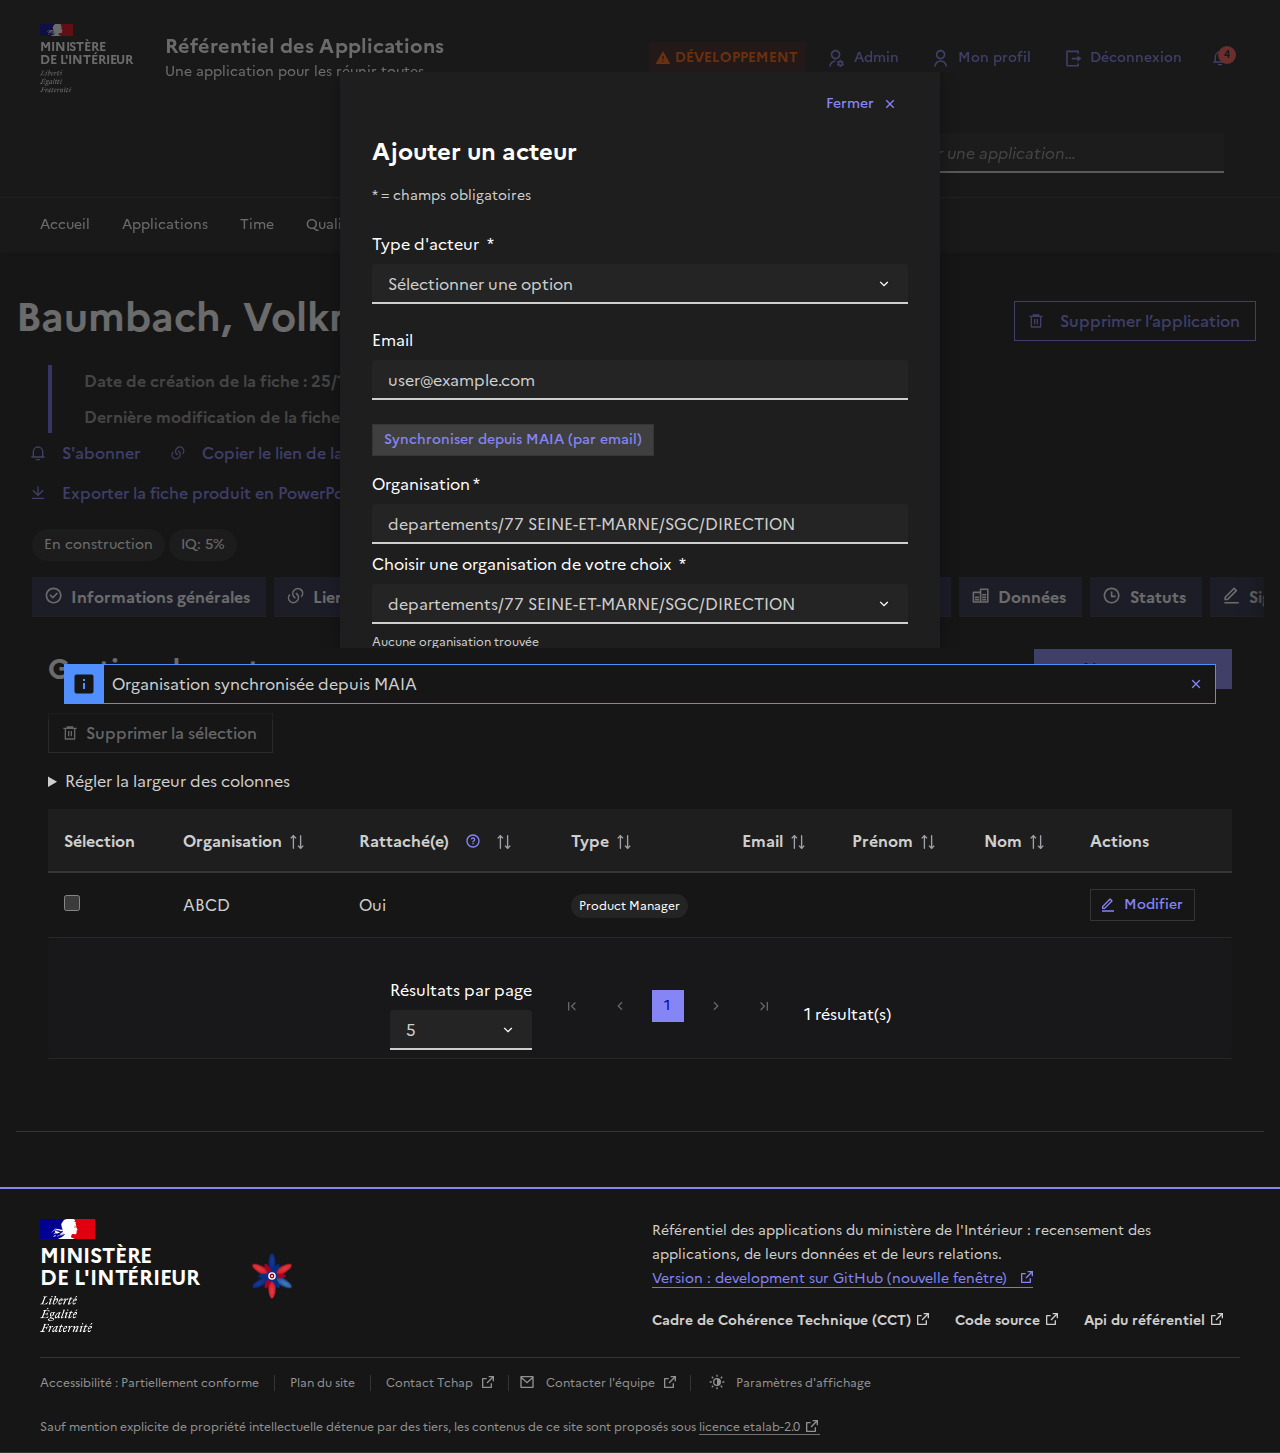 MINISTÈRE
DE L'INTÉRIEUR
Liberté
Égalité
Fraternité
Référentiel des Applications
Une application pour les réunir toutes
DÉVELOPPEMENT
Admin
Mon profil
Déconnexion
4
Fermer
Ajouter un acteur
* = champs obligatoires
Type d'acteur *
Sélectionner une option
Email
user@example.com
Synchroniser depuis MAIA (par email)
Organisation *
departements/77 SEINE-ET-MARNE/SGC/DIRECTION
Choisir une organisation de votre choix *
departements/77 SEINE-ET-MARNE/SGC/DIRECTION
Aucune organisation trouvée
une application...
Accueil
Applications
Time
Quali
Baumbach, Volkr
Supprimer l'application
Date de création de la fiche : 25/
Dernière modification de la fiche
S'abonner
Copier le lien de la
Exporter la fiche produit en PowerPo
En construction
IQ: 5%
Informations générales
Lien
Données
Statuts
Organisation synchronisée depuis MAIA
Supprimer la sélection
Régler la largeur des colonnes
Sélection Organisation Rattaché(e) Type Email Prénom Nom Actions
ABCD Oui Product Manager Modifier
Résultats par page
5
1
1 résultat(s)
MINISTÈRE
DE L'INTÉRIEUR
Liberté
Égalité
Fraternité
Référentiel des applications du ministère de l'Intérieur : recensement des
applications, de leurs données et de leurs relations.
Version : development sur GitHub (nouvelle fenêtre)
Cadre de Cohérence Technique (CCT) Code source Api du référentiel
Accessibilité : Partiellement conforme Plan du site Contact Tchap Contacter l'équipe Paramètres d'affichage
Sauf mention explicite de propriété intellectuelle détenue par des tiers, les contenus de ce site sont proposés sous licence etalab-2.0